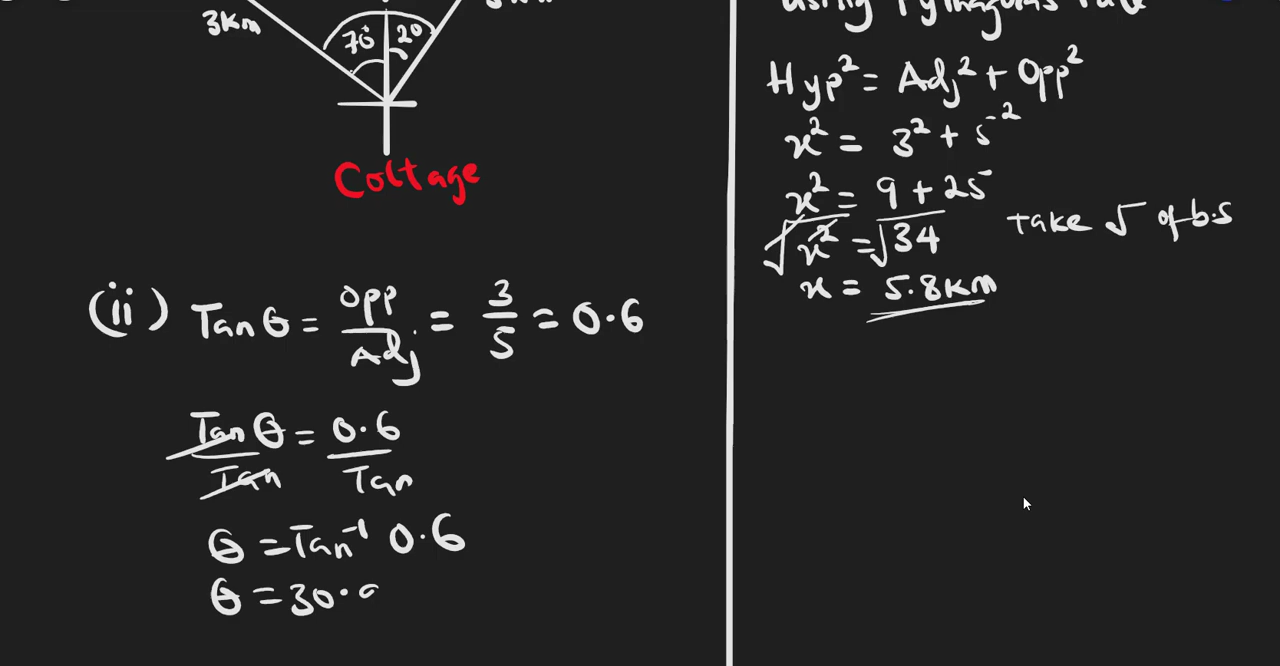 3km
70° 20
Coltage
(ii) Tan θ = Opp/Adj = 3/5 = 0.6
Tan θ/Tan = 0.6/Tan
θ = Tan⁻¹ 0.6
θ = 30.
Hyp² = Adj² + Opp²
x² = 3² + 5²
x² = 9 + 25
√x² = √34 take √ of b.s
x = 5.8km